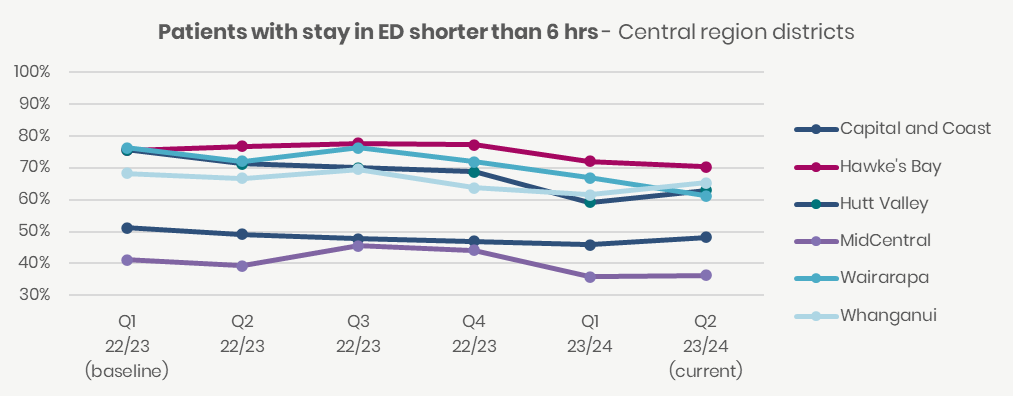 Patients with stay in ED shorter than 6 hrs - Central region districts
100%
90%
80%
70%
60%
50%
40%
30%
Q1 Q2 Q3 Q4 Q1 Q2
22/23 22/23 22/23 22/23 23/24 23/24
(baseline) (current)
Capital and Coast
Hawke's Bay
Hutt Valley
MidCentral
Wairarapa
Whanganui